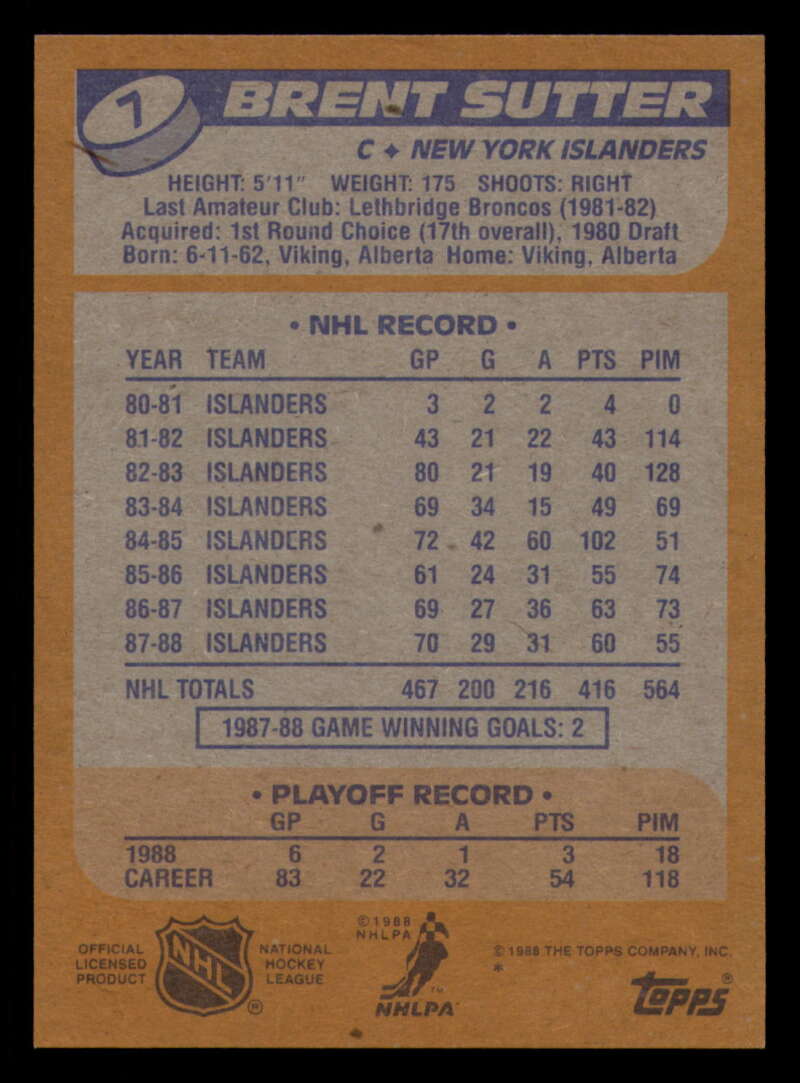 7 BRENT SUTTER
C ♦ NEW YORK ISLANDERS
HEIGHT: 5'11" WEIGHT: 175 SHOOTS: RIGHT
Last Amateur Club: Lethbridge Broncos (1981-82)
Acquired: 1st Round Choice (17th overall), 1980 Draft
Born: 6-11-62, Viking, Alberta Home: Viking, Alberta
• NHL RECORD •
YEAR TEAM GP G A PTS PIM
80-81 ISLANDERS 3 2 2 4 0
81-82 ISLANDERS 43 21 22 43 114
82-83 ISLANDERS 80 21 19 40 128
83-84 ISLANDERS 69 34 15 49 69
84-85 ISLANDERS 72 42 60 102 51
85-86 ISLANDERS 61 24 31 55 74
86-87 ISLANDERS 69 27 36 63 73
87-88 ISLANDERS 70 29 31 60 55
NHL TOTALS 467 200 216 416 564
1987-88 GAME WINNING GOALS: 2
• PLAYOFF RECORD •
GP G A PTS PIM
1988 6 2 1 3 18
CAREER 83 22 32 54 118
OFFICIAL
LICENSED
PRODUCT
NHL ®
NATIONAL
HOCKEY
LEAGUE
©1988
NHLPA
™
NHLPA
© 1988 THE TOPPS COMPANY, INC.
*
topps®